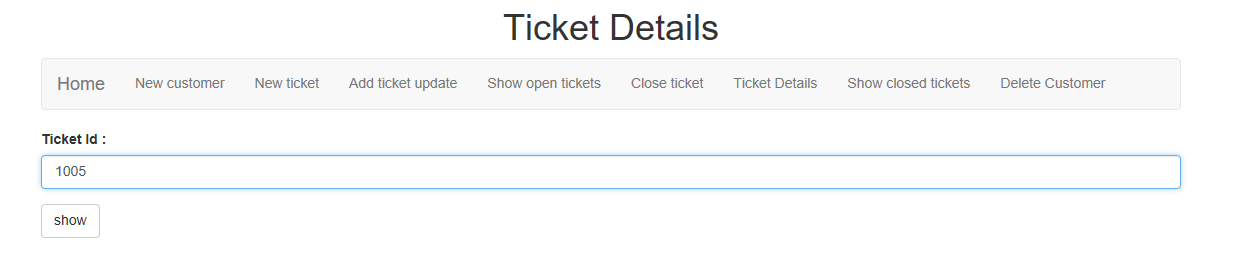 Ticket Details
Home New customer New ticket Add ticket update Show open tickets Close ticket Ticket Details Show closed tickets Delete Customer
Ticket Id :
1005
show